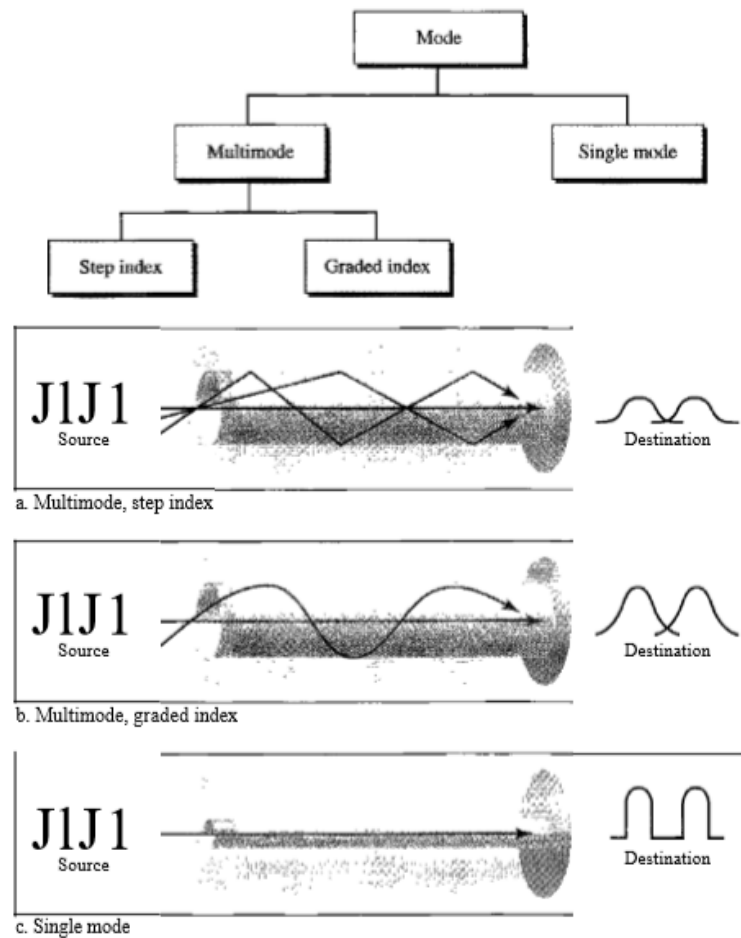 Mode
Multimode
Single mode
Step index
Graded index
J1J1
Source
Destination
a. Multimode, step index
J1J1
Source
Destination
b. Multimode, graded index
J1J1
Source
Destination
c. Single mode